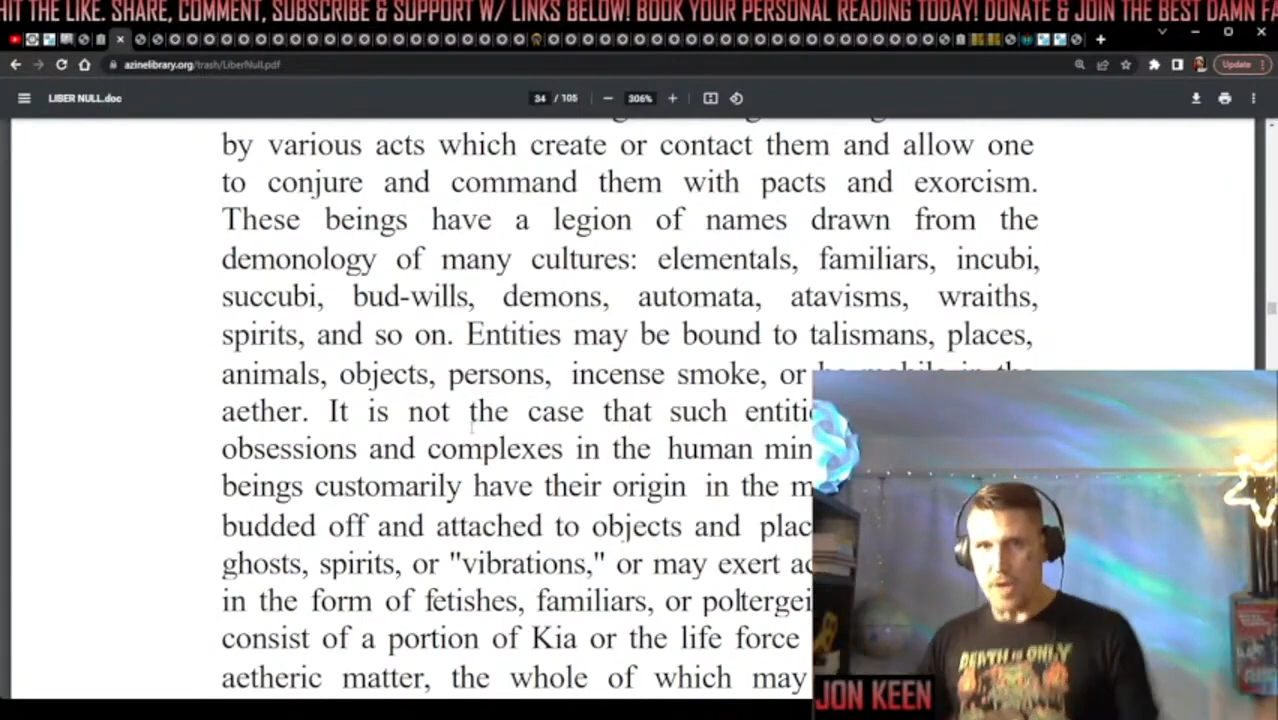 HIT THE LIKE. SHARE, COMMENT, SUBSCRIBE & SUPPORT W/ LINKS BELOW! BOOK YOUR PERSONAL READING TODAY! DONATE & JOIN THE BEST DAMN
Update
azinelibrary.org/trash/LiberNull.pdf
LIBER NULL.doc 34 / 105 306%
by various acts which create or contact them and allow one
to conjure and command them with pacts and exorcism.
These beings have a legion of names drawn from the
demonology of many cultures: elementals, familiars, incubi,
succubi, bud-wills, demons, automata, atavisms, wraiths,
spirits, and so on. Entities may be bound to talismans, places,
animals, objects, persons, incense smoke, or
aether. It is not the case that such
obsessions and complexes in the human
beings customarily have their origin in the
budded off and attached to objects and
ghosts, spirits, or "vibrations," or may exert
in the form of fetishes, familiars, or
consist of a portion of Kia or the life force
aetheric matter, the whole of which may
DEATH IS ONLY
JON KEEN